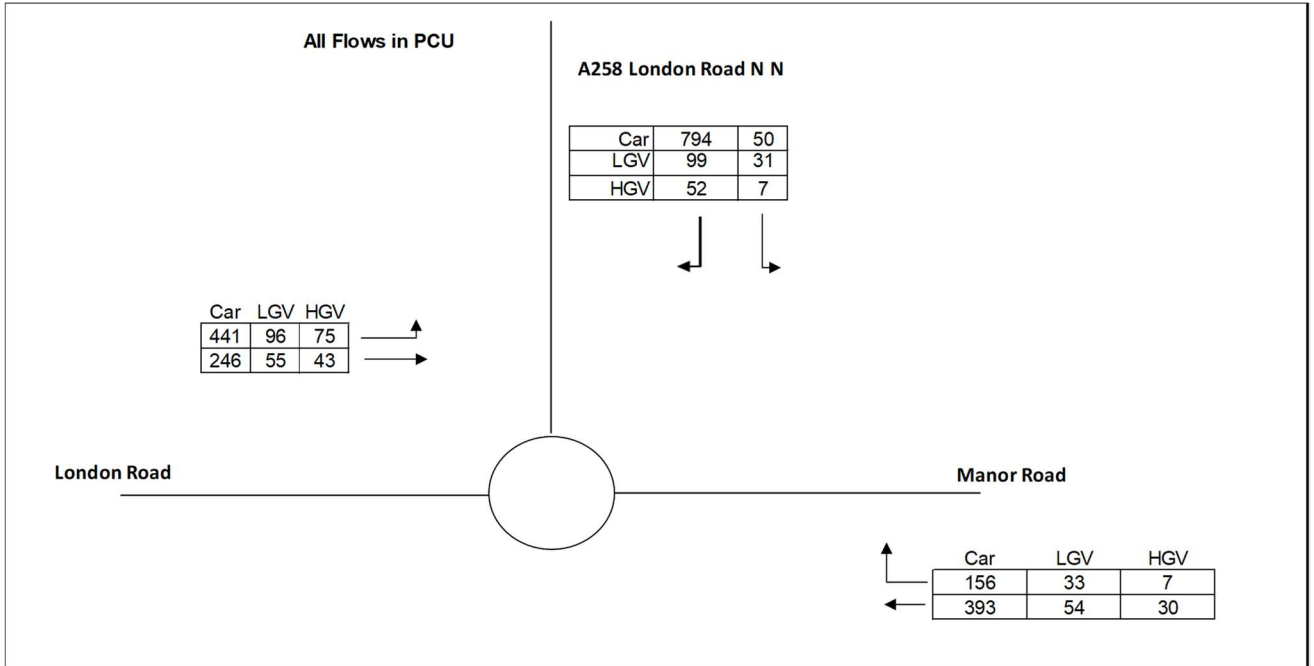 All Flows in PCU
A258 London Road N N
Car 794 50
LGV 99 31
HGV 52 7
Car LGV HGV
441 96 75
246 55 43
London Road
Manor Road
Car LGV HGV
156 33 7
393 54 30